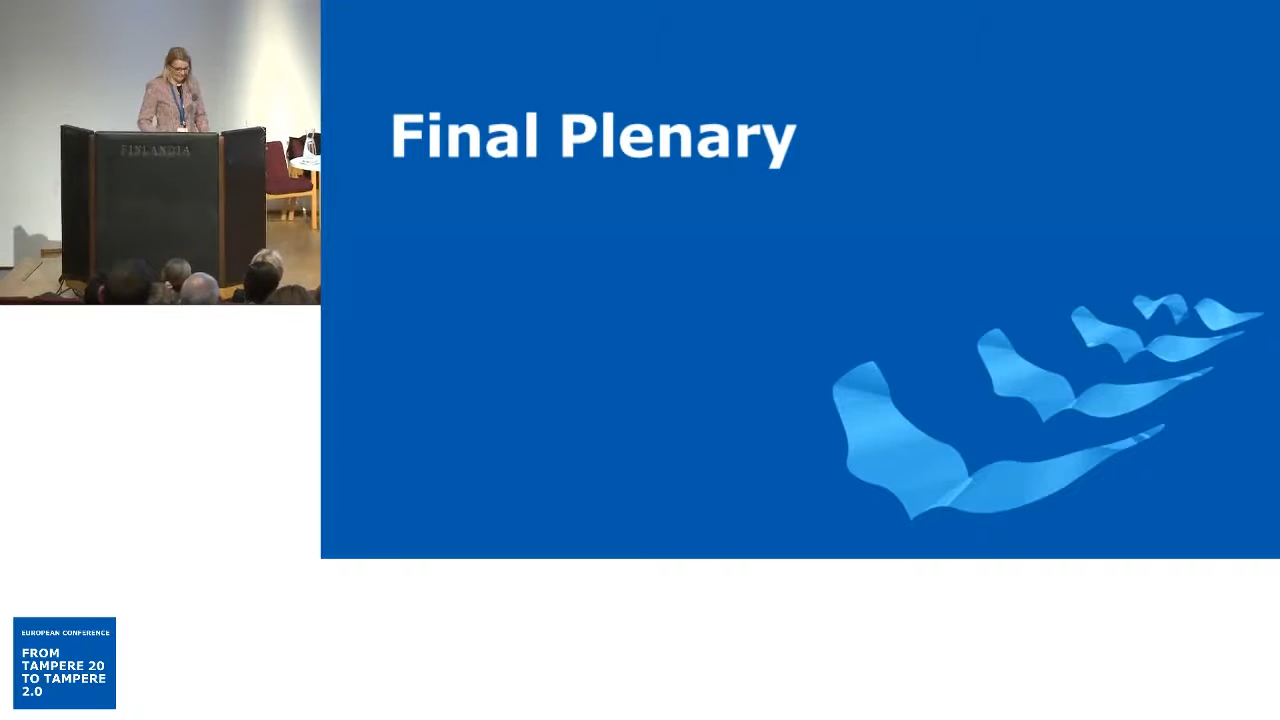 FINLANDIA
Final Plenary
EUROPEAN CONFERENCE
FROM
TAMPERE 20
TO TAMPERE
2.0